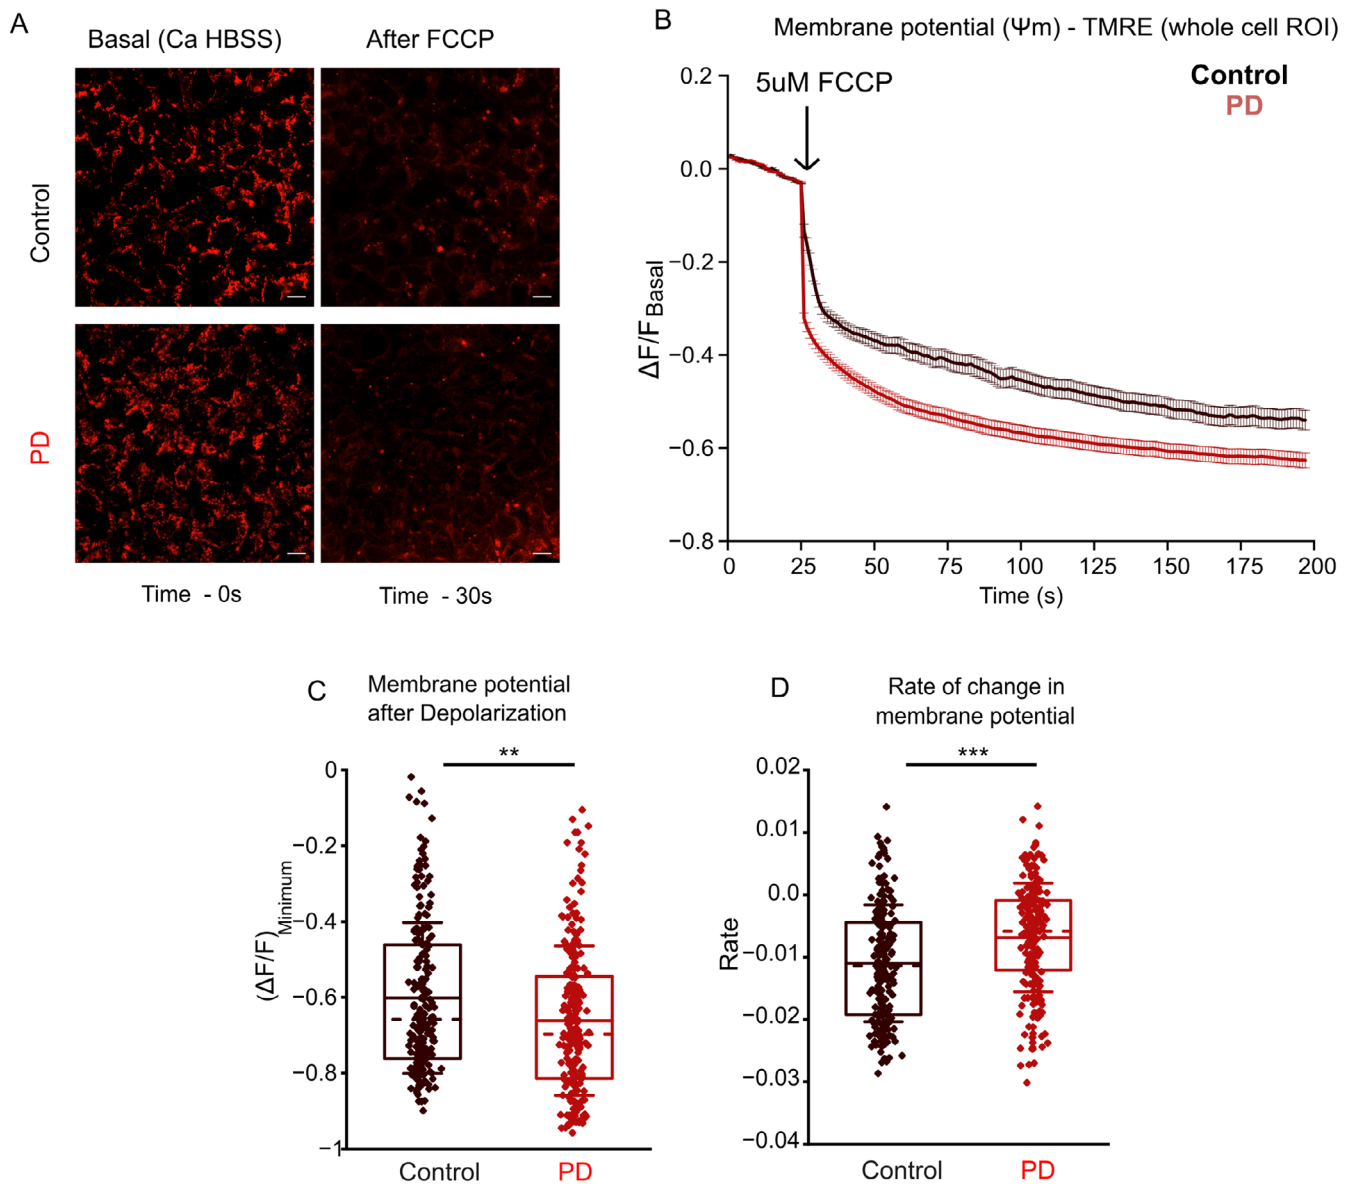 A
Basal (Ca HBSS)
After FCCP
Control
PD
Time - 0s
Time - 30s
B
Membrane potential (Ψm) - TMRE (whole cell ROI)
Control
PD
5uM FCCP
ΔF/FBasal
0.2
0.0
−0.2
−0.4
−0.6
−0.8
0 25 50 75 100 125 150 175 200
Time (s)
C
Membrane potential
after Depolarization
**
(ΔF/F)Minimum
0
−0.2
−0.4
−0.6
−0.8
−1
Control
PD
D
Rate of change in
membrane potential
***
Rate
0.02
0.01
0.0
−0.01
−0.02
−0.03
−0.04
Control
PD